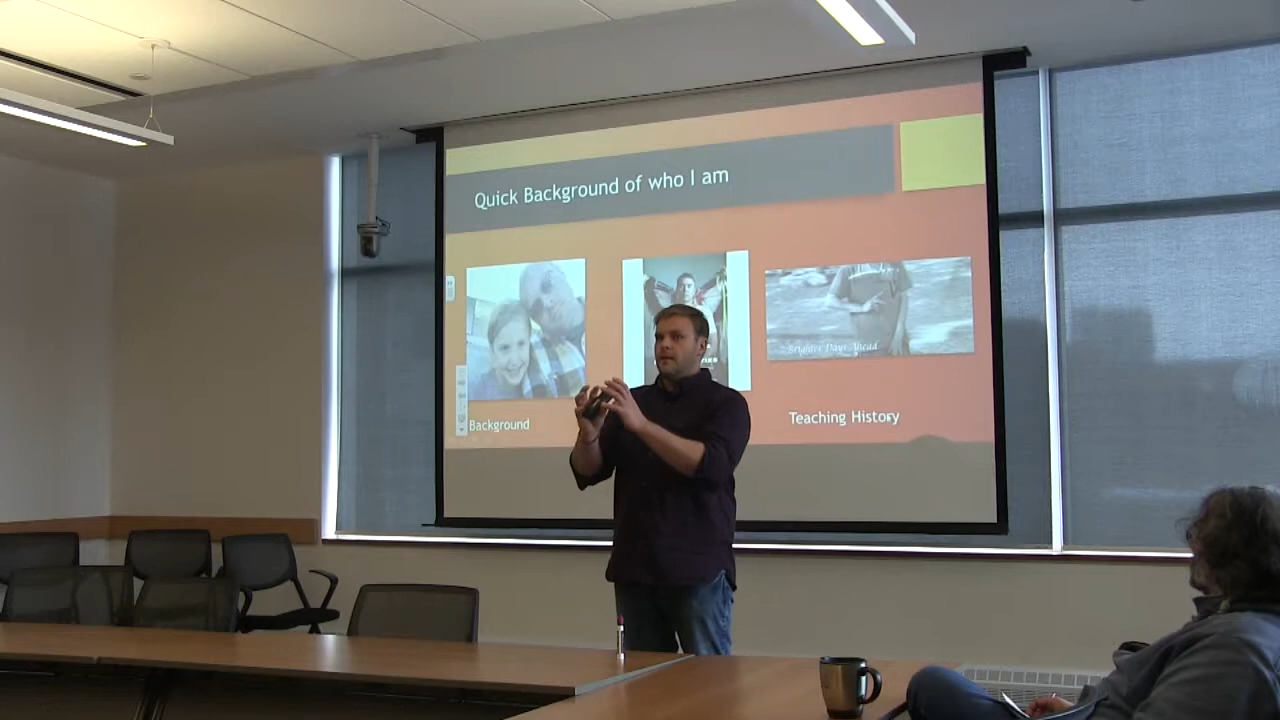 Quick Background of who I am
Brighter Days Ahead
Background
Teaching History